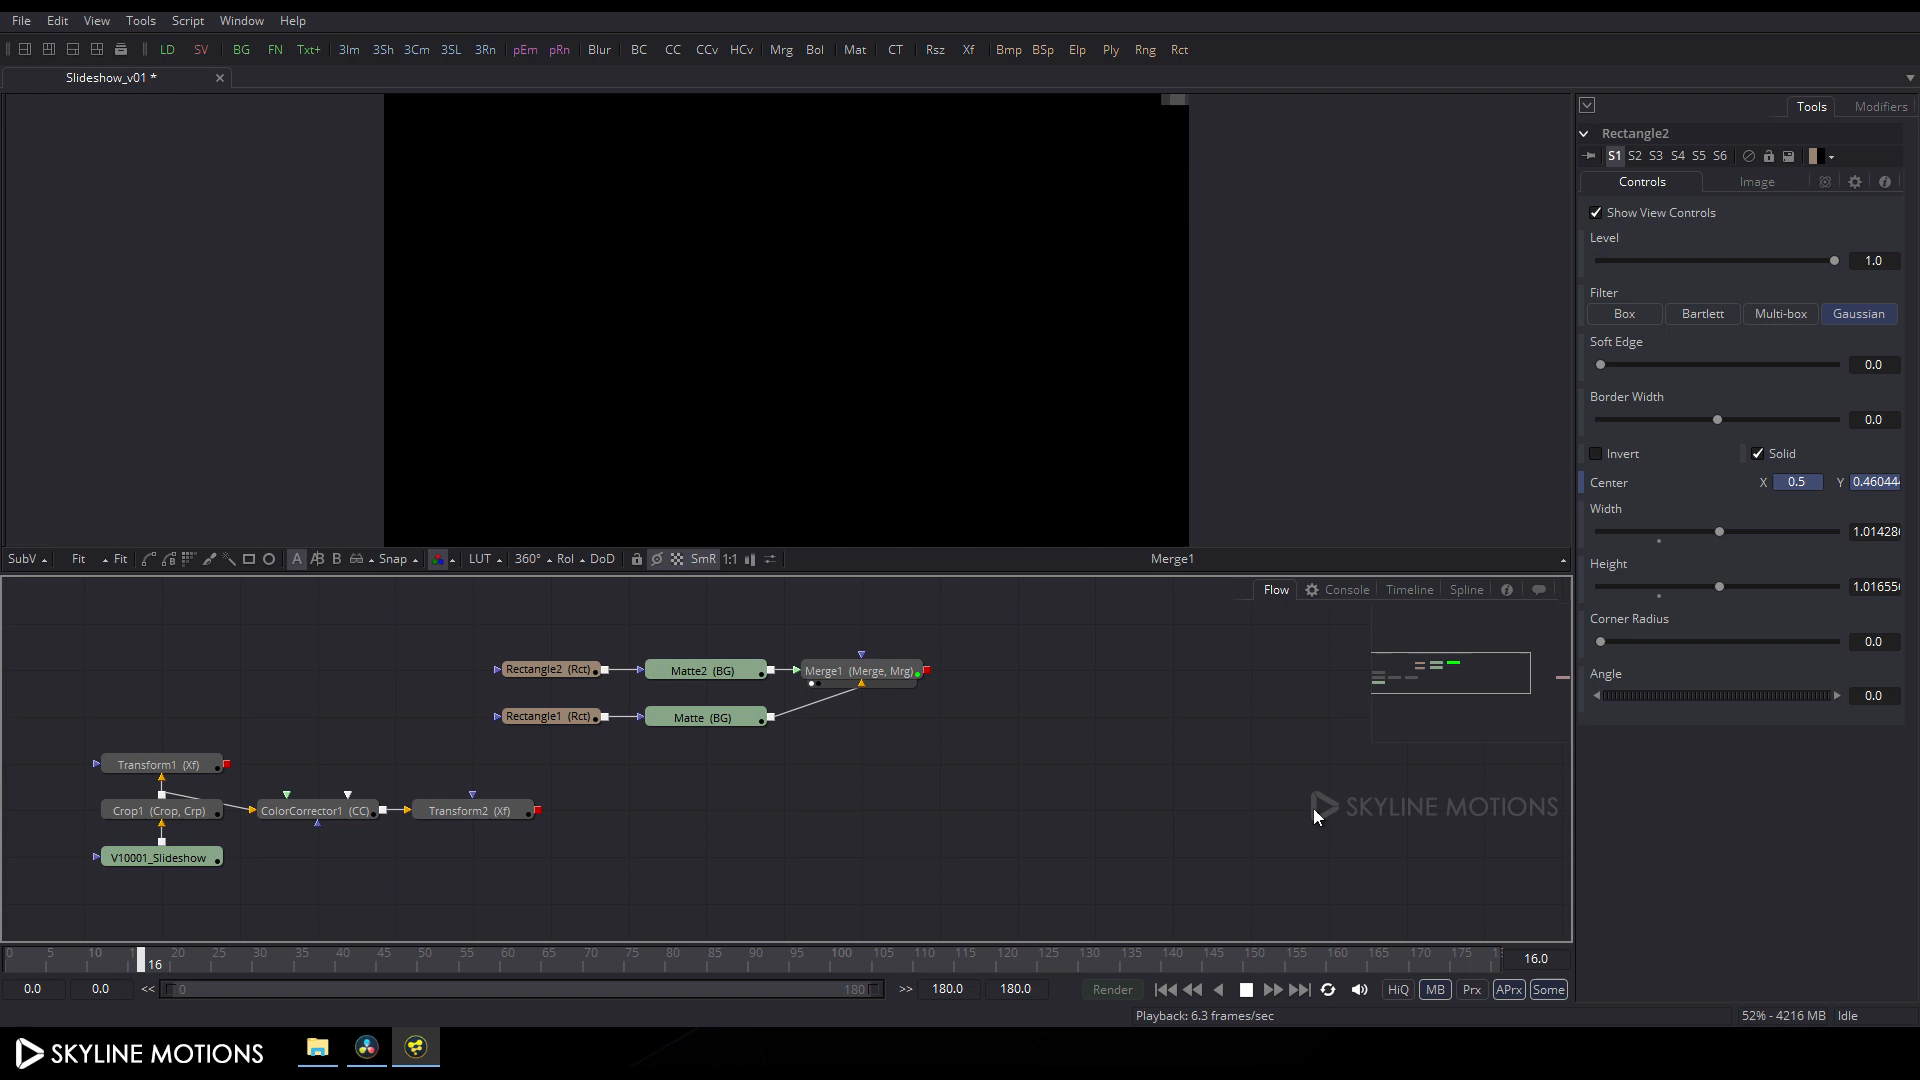 File Edit View Tools Script Window Help
LD SV BG FN Txt+ 3Im 3Sh 3Cm 3SL 3Rn pEm pRn Blur BC CC CCv HCv Mrg Bol Mat CT Rsz Xf Bmp BSp Elp Ply Rng Rct
Slideshow_v01 *
Tools Modifiers
Rectangle2
S1 S2 S3 S4 S5 S6
Controls Image
Show View Controls
Level
1.0
Filter
Box Bartlett Multi-box Gaussian
Soft Edge
0.0
Border Width
0.0
Invert Solid
Center X 0.5 Y 0.46044
Width
1.01428
Height
1.01655
Corner Radius
0.0
Angle
0.0
SubV Fit Fit A AB B Snap LUT 360° RoI DoD SmR 1:1 Merge1
Flow Console Timeline Spline
Rectangle2 (Rct) Matte2 (BG) Merge1 (Merge, Mrg)
Rectangle1 (Rct) Matte (BG)
Transform1 (Xf)
Crop1 (Crop, Crp) ColorCorrector1 (CC) Transform2 (Xf)
V10001_Slideshow
SKYLINE MOTIONS
0 5 10 16 20 25 30 35 40 45 50 55 60 65 70 75 80 85 90 95 100 105 110 115 120 125 130 135 140 145 150 155 160 165 170 175 16.0
0.0 0.0 << 0 180 >> 180.0 180.0 Render HiQ MB Prx APrx Some
Playback: 6.3 frames/sec 52% - 4216 MB Idle
SKYLINE MOTIONS